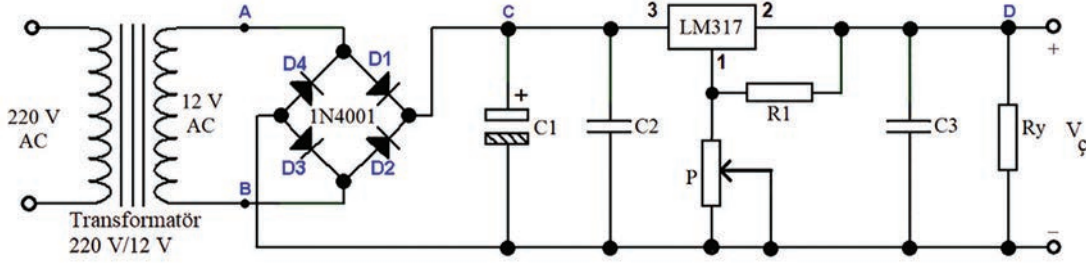 A
B
C
D
220 V
AC
12 V
AC
D4
D1
1N4001
D3
D2
+
C1
C2
3
LM317
2
1
R1
P
C3
Ry
+
V
ç
−
Transformatör
220 V/12 V